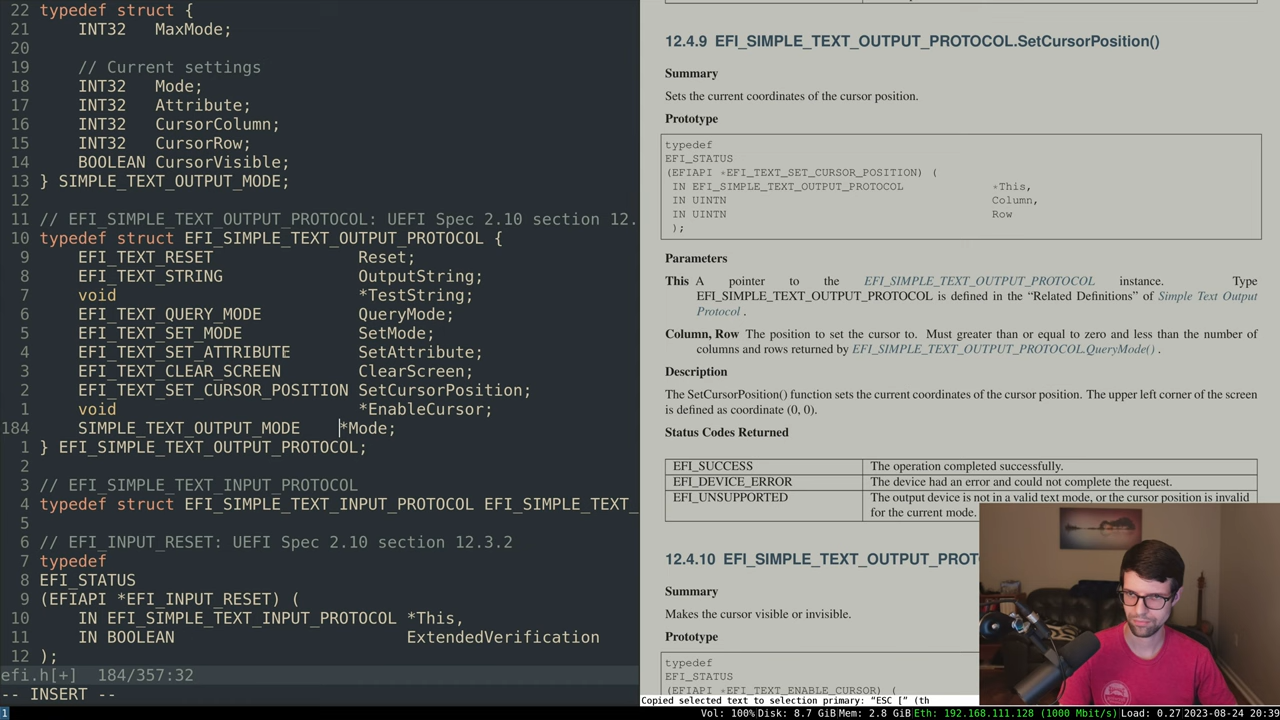 22 typedef struct {
21     INT32   MaxMode;
20
19     // Current settings
18     INT32   Mode;
17     INT32   Attribute;
16     INT32   CursorColumn;
15     INT32   CursorRow;
14     BOOLEAN CursorVisible;
13 } SIMPLE_TEXT_OUTPUT_MODE;
12
11 // EFI_SIMPLE_TEXT_OUTPUT_PROTOCOL: UEFI Spec 2.10 section 12.
10 typedef struct EFI_SIMPLE_TEXT_OUTPUT_PROTOCOL {
9     EFI_TEXT_RESET               Reset;
8     EFI_TEXT_STRING              OutputString;
7     void                         *TestString;
6     EFI_TEXT_QUERY_MODE          QueryMode;
5     EFI_TEXT_SET_MODE            SetMode;
4     EFI_TEXT_SET_ATTRIBUTE       SetAttribute;
3     EFI_TEXT_CLEAR_SCREEN        ClearScreen;
2     EFI_TEXT_SET_CURSOR_POSITION SetCursorPosition;
1     void                         *EnableCursor;
184     SIMPLE_TEXT_OUTPUT_MODE    *Mode;
1 } EFI_SIMPLE_TEXT_OUTPUT_PROTOCOL;
2
3 // EFI_SIMPLE_TEXT_INPUT_PROTOCOL
4 typedef struct EFI_SIMPLE_TEXT_INPUT_PROTOCOL EFI_SIMPLE_TEXT_
5
6 // EFI_INPUT_RESET: UEFI Spec 2.10 section 12.3.2
7 typedef
8 EFI_STATUS
9 (EFIAPI *EFI_INPUT_RESET) (
10     IN EFI_SIMPLE_TEXT_INPUT_PROTOCOL *This,
11     IN BOOLEAN                        ExtendedVerification
12 );
efi.h[+]  184/357:32
-- INSERT --
12.4.9 EFI_SIMPLE_TEXT_OUTPUT_PROTOCOL.SetCursorPosition()
Summary
Sets the current coordinates of the cursor position.
Prototype
typedef
EFI_STATUS
(EFIAPI *EFI_TEXT_SET_CURSOR_POSITION) (
IN EFI_SIMPLE_TEXT_OUTPUT_PROTOCOL *This,
IN UINTN Column,
IN UINTN Row
);
Parameters
This A pointer to the EFI_SIMPLE_TEXT_OUTPUT_PROTOCOL instance. Type
EFI_SIMPLE_TEXT_OUTPUT_PROTOCOL is defined in the “Related Definitions” of Simple Text Output
Protocol .
Column, Row The position to set the cursor to. Must greater than or equal to zero and less than the number of
columns and rows returned by EFI_SIMPLE_TEXT_OUTPUT_PROTOCOL.QueryMode() .
Description
The SetCursorPosition() function sets the current coordinates of the cursor position. The upper left corner of the screen
is defined as coordinate (0, 0).
Status Codes Returned
EFI_SUCCESS The operation completed successfully.
EFI_DEVICE_ERROR The device had an error and could not complete the request.
EFI_UNSUPPORTED The output device is not in a valid text mode, or the cursor position is invalid
for the current mode.
12.4.10 EFI_SIMPLE_TEXT_OUTPUT_PROT
Summary
Makes the cursor visible or invisible.
Prototype
typedef
EFI_STATUS
(EFIAPI *EFI_TEXT_ENABLE_CURSOR) (
Copied selected text to selection primary: "ESC [" (th
1 Vol: 100% Disk: 8.7 GiB Mem: 2.8 GiB Eth: 192.168.111.128 (1000 Mbit/s) Load: 0.27 2023-08-24 20:39